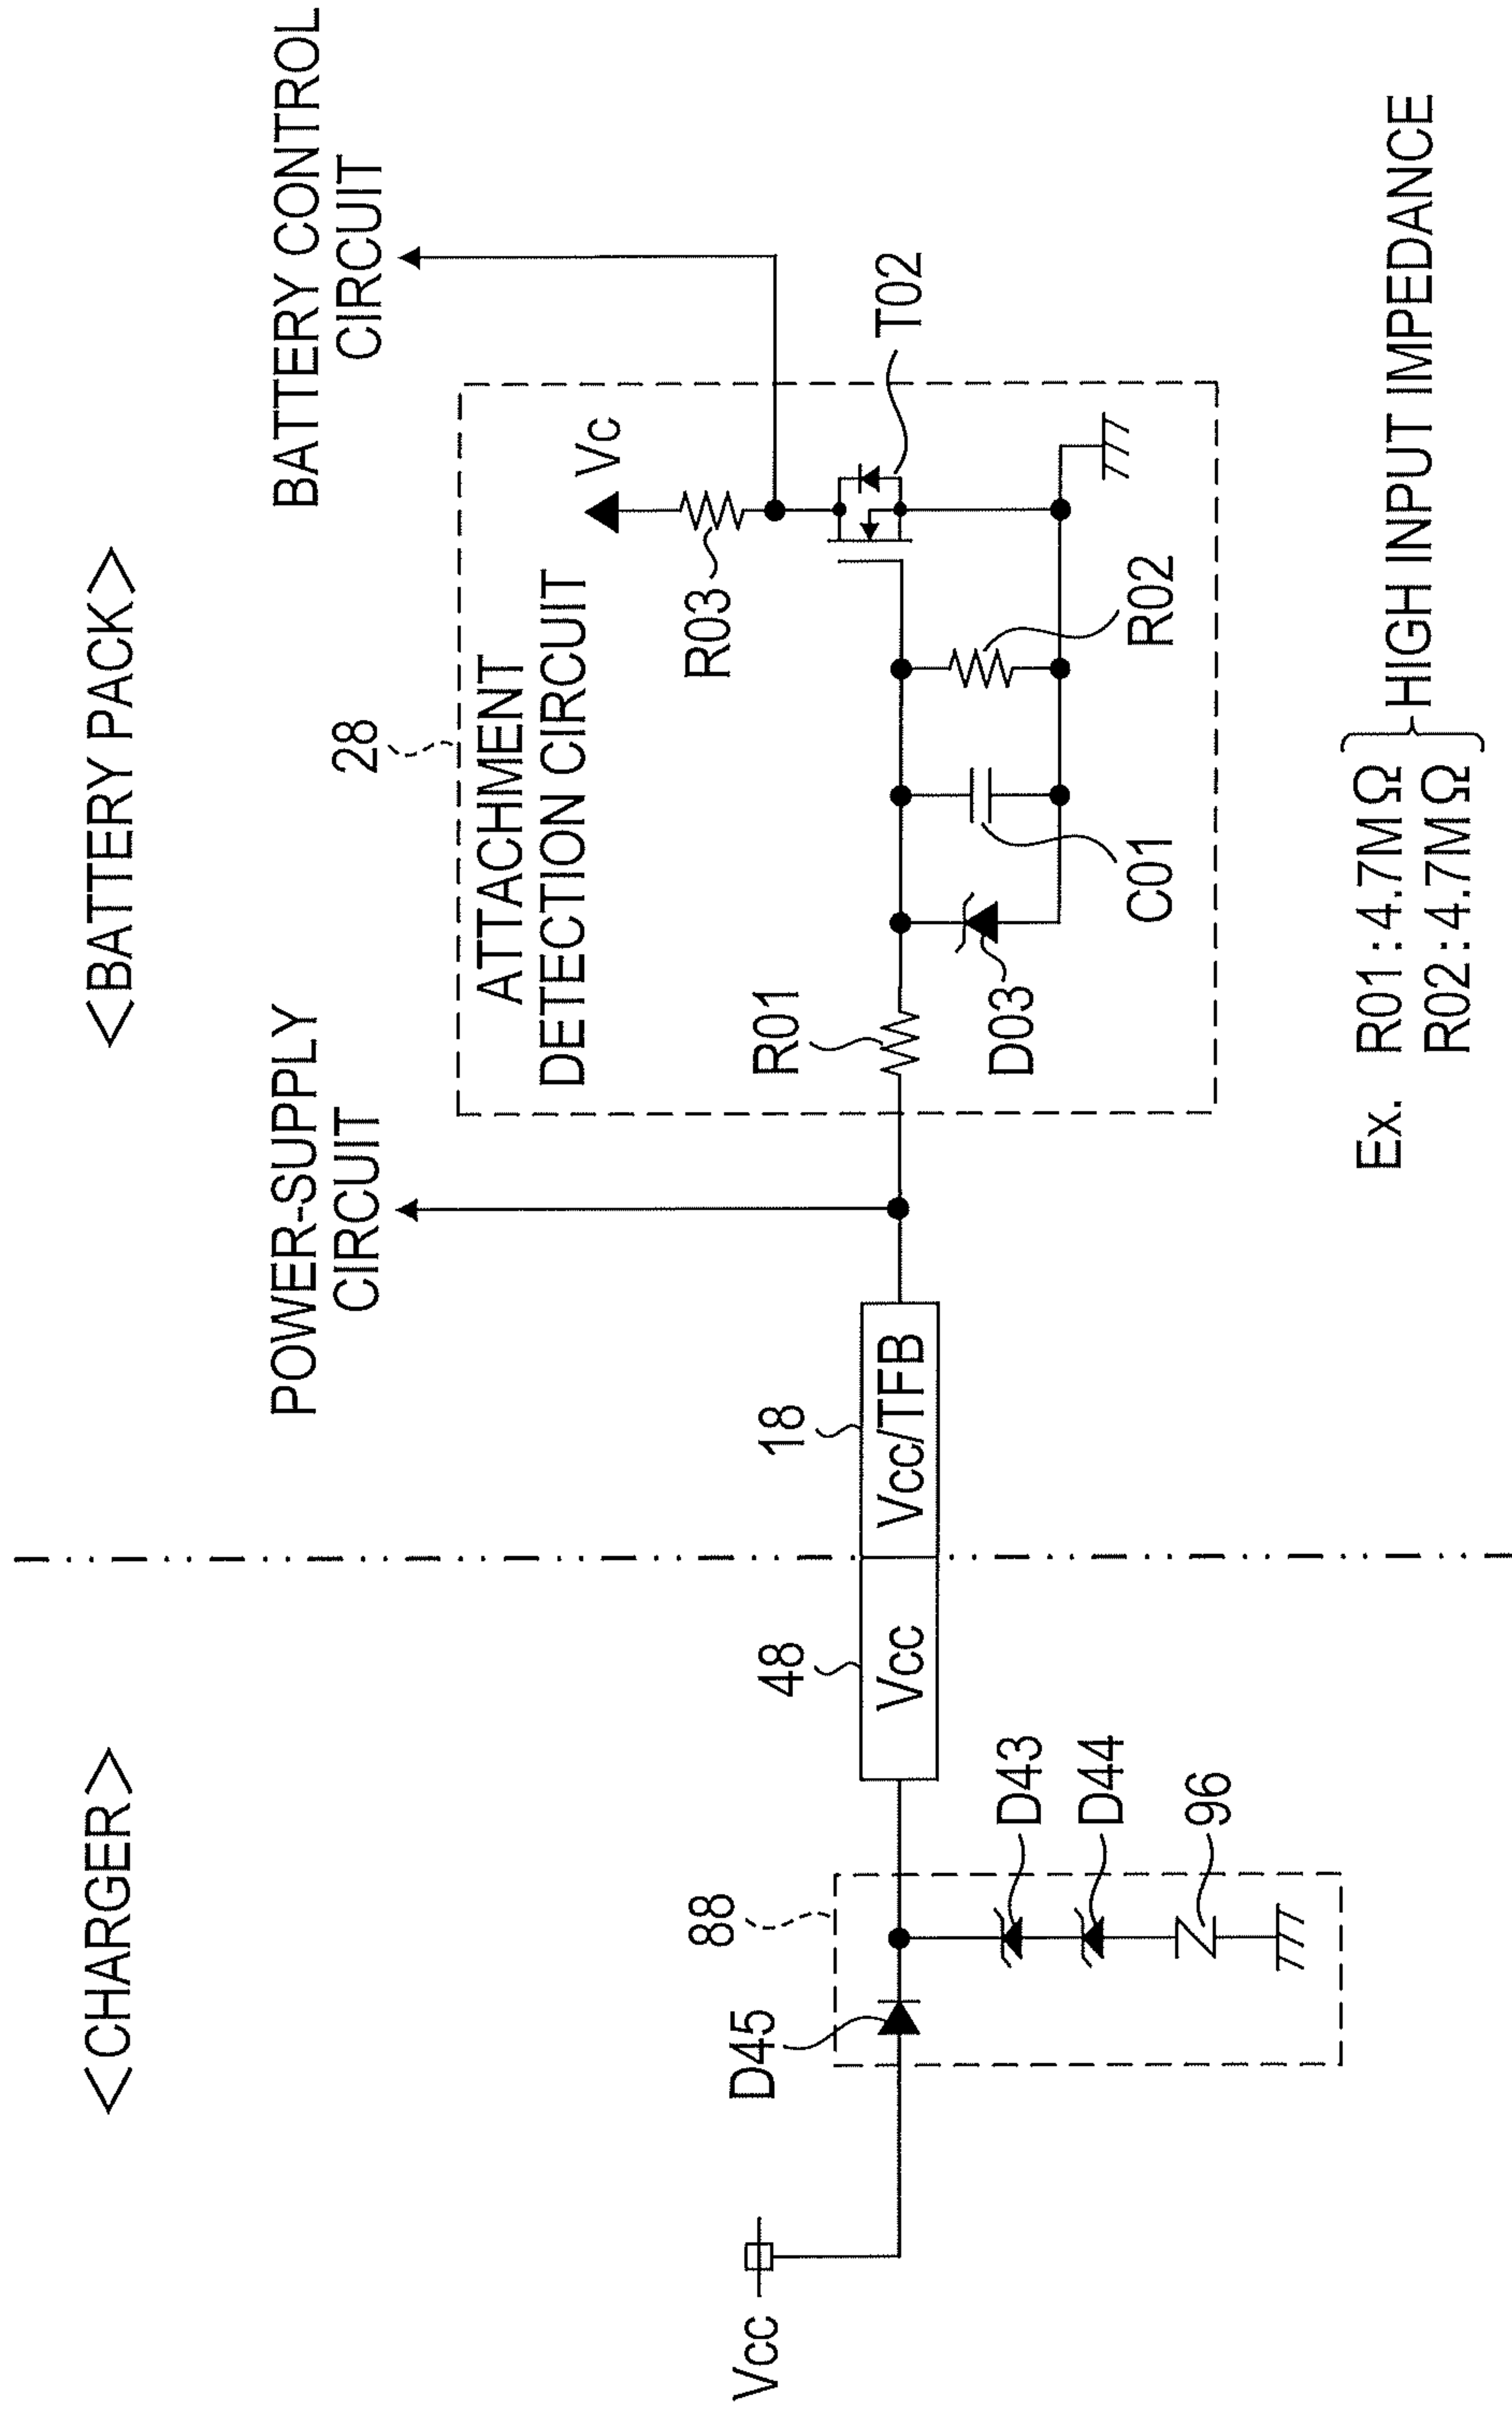 <CHARGER>
<BATTERY PACK>
POWER-SUPPLY
CIRCUIT
BATTERY CONTROL
CIRCUIT
28
ATTACHMENT
DETECTION CIRCUIT
Vc
R03
T02
R01
D03
C01
R02
Vcc
D45
88
48
Vcc
18
Vcc/TFB
D43
D44
96
Ex. R01:4.7MΩ
R02:4.7MΩ
HIGH INPUT IMPEDANCE